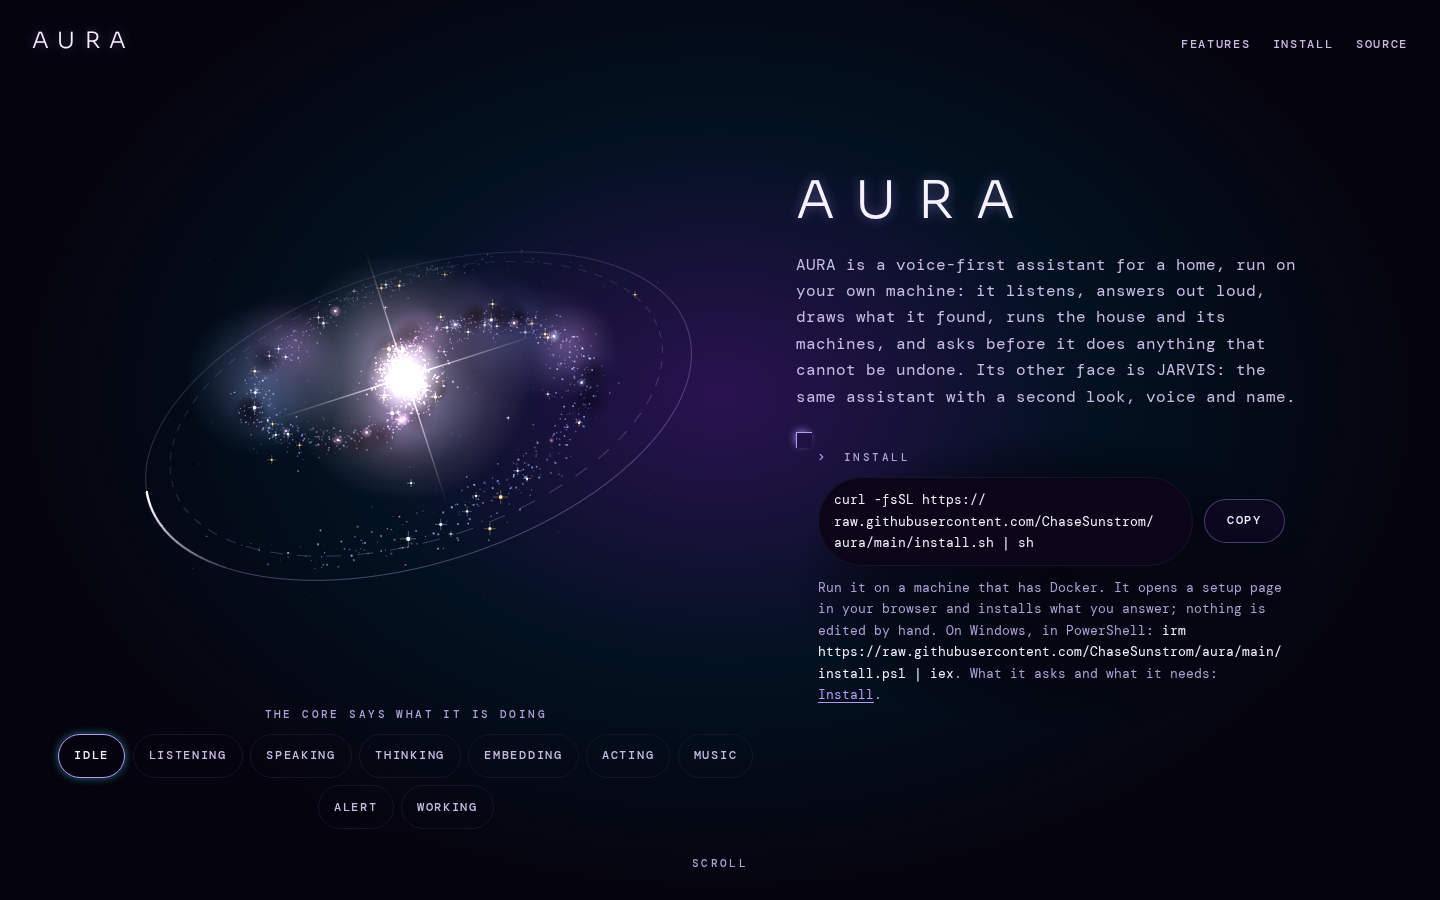 AURA
FEATURES INSTALL SOURCE
AURA
AURA is a voice-first assistant for a home, run on
your own machine: it listens, answers out loud,
draws what it found, runs the house and its
machines, and asks before it does anything that
cannot be undone. Its other face is JARVIS: the
same assistant with a second look, voice and name.
› INSTALL
curl -fsSL https://
raw.githubusercontent.com/ChaseSunstrom/
aura/main/install.sh | sh
COPY
Run it on a machine that has Docker. It opens a setup page
in your browser and installs what you answer; nothing is
edited by hand. On Windows, in PowerShell: irm
https://raw.githubusercontent.com/ChaseSunstrom/aura/main/
install.ps1 | iex. What it asks and what it needs:
Install.
THE CORE SAYS WHAT IT IS DOING
IDLE LISTENING SPEAKING THINKING EMBEDDING ACTING MUSIC
ALERT WORKING
SCROLL